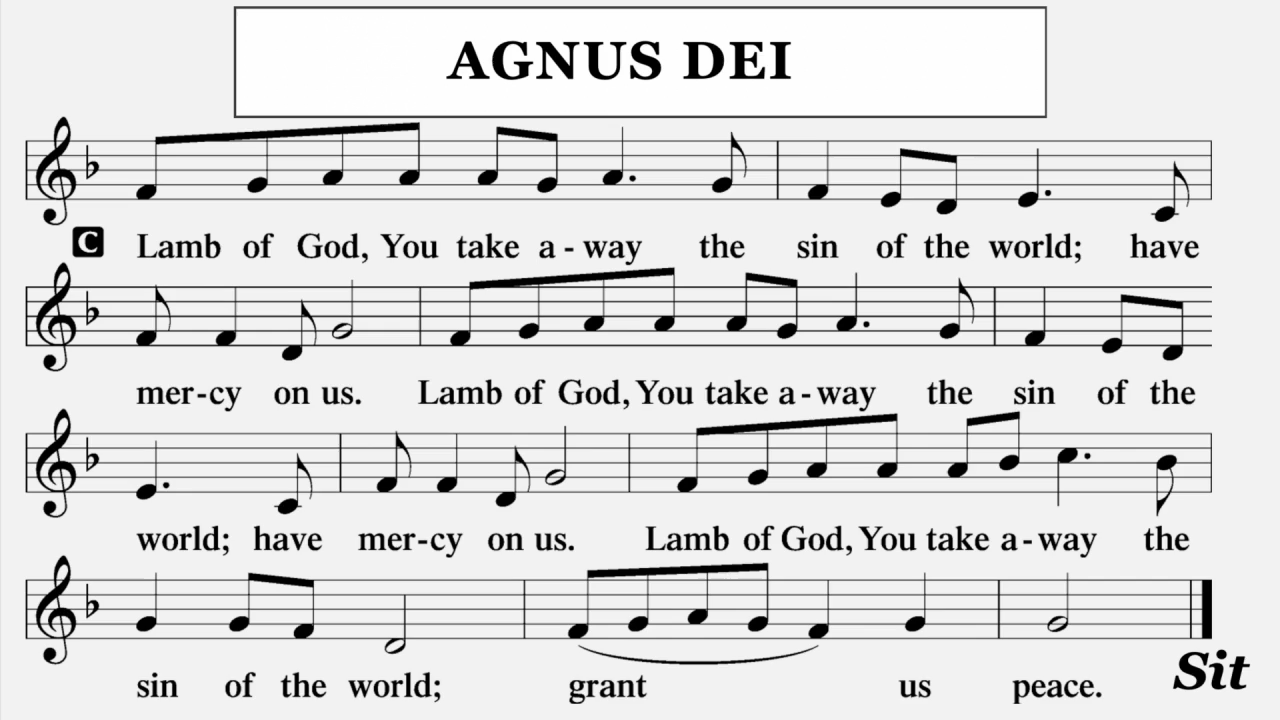 AGNUS DEI
C Lamb of God, You take a - way the sin of the world; have
mer-cy on us. Lamb of God, You take a - way the sin of the
world; have mer-cy on us. Lamb of God, You take a - way the
sin of the world; grant us peace.
Sit